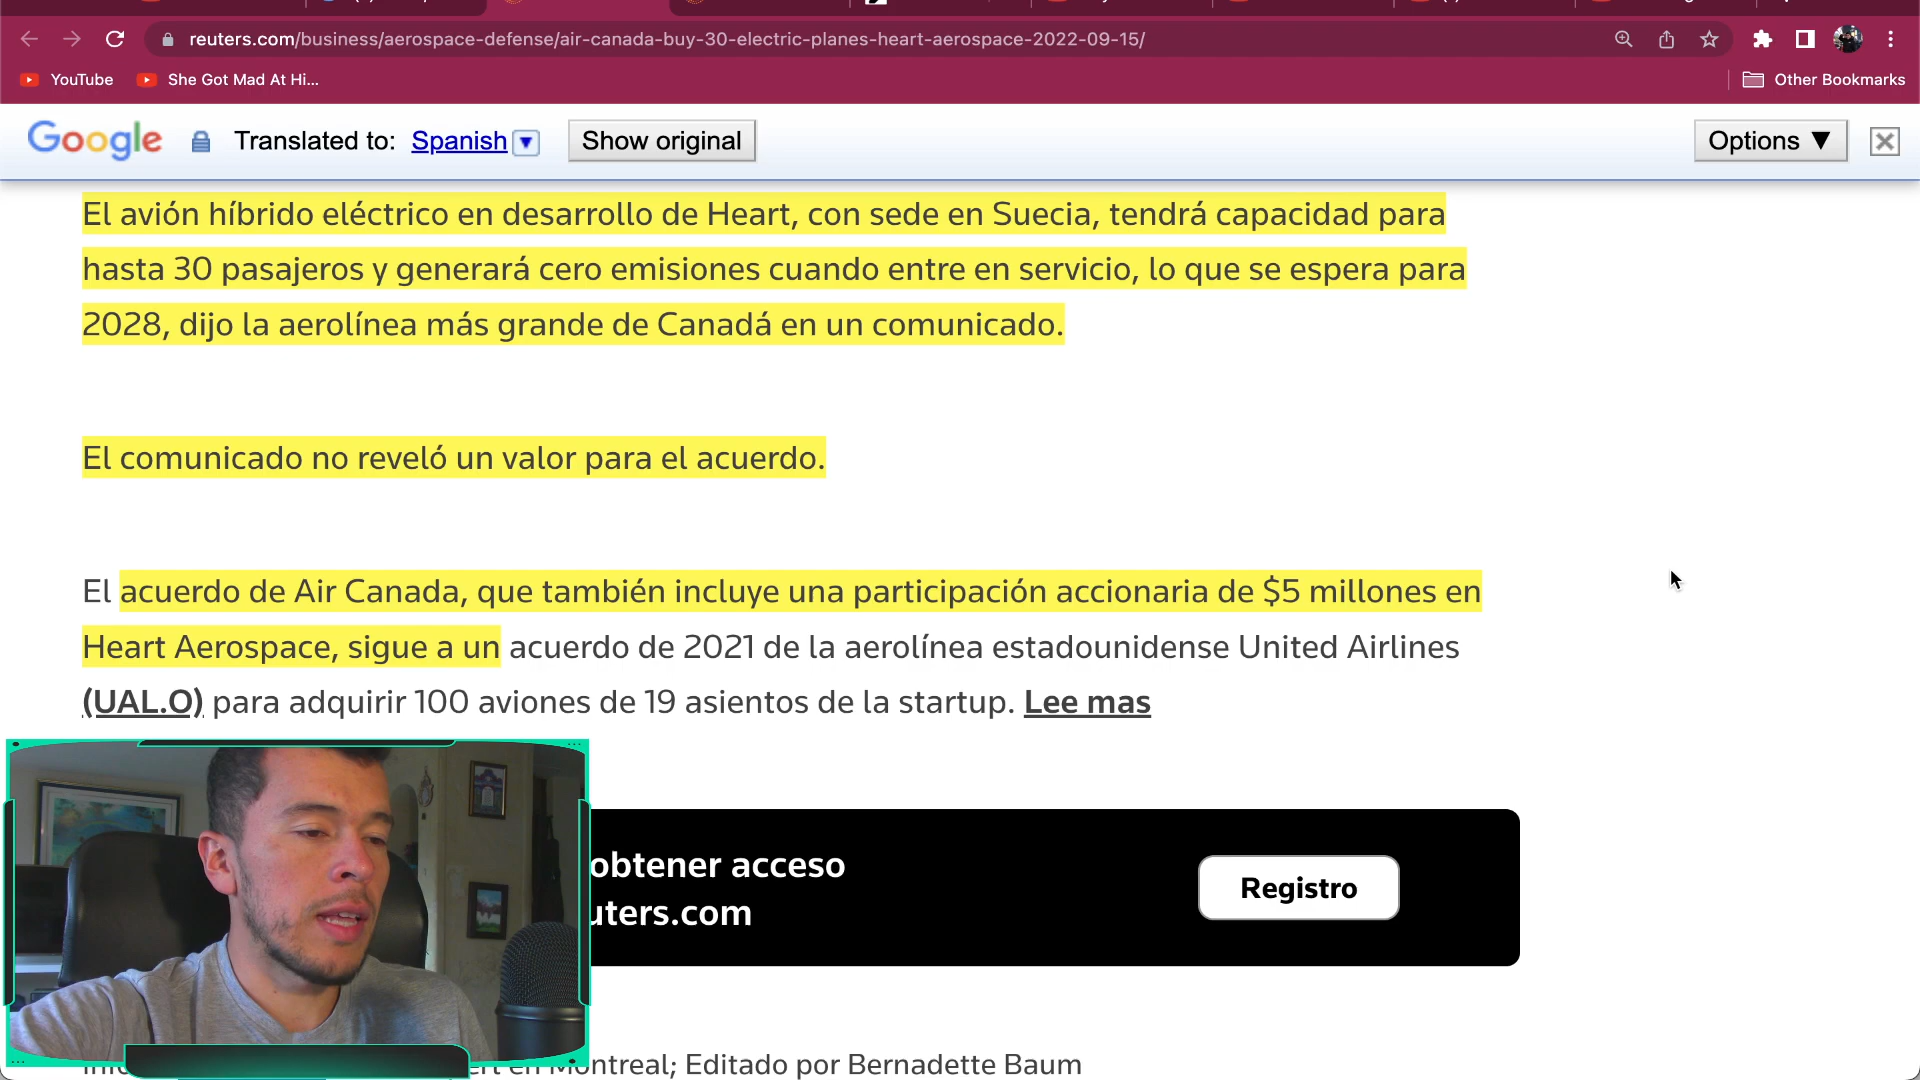 reuters.com/business/aerospace-defense/air-canada-buy-30-electric-planes-heart-aerospace-2022-09-15/
YouTube
She Got Mad At Hi...
Other Bookmarks
Google
Translated to: Spanish ▼
Show original
Options ▼
El avión híbrido eléctrico en desarrollo de Heart, con sede en Suecia, tendrá capacidad para
hasta 30 pasajeros y generará cero emisiones cuando entre en servicio, lo que se espera para
2028, dijo la aerolínea más grande de Canadá en un comunicado.
El comunicado no reveló un valor para el acuerdo.
El acuerdo de Air Canada, que también incluye una participación accionaria de $5 millones en
Heart Aerospace, sigue a un acuerdo de 2021 de la aerolínea estadounidense United Airlines
(UAL.O) para adquirir 100 aviones de 19 asientos de la startup. Lee mas
obtener acceso
uters.com
Registro
en Montreal; Editado por Bernadette Baum